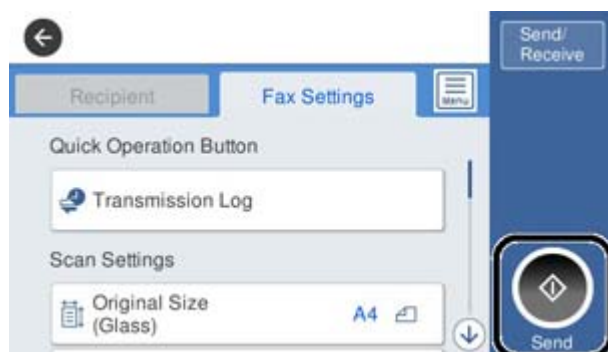 Send/
Receive
Recipient
Fax Settings
Menu
Quick Operation Button
Transmission Log
Scan Settings
Original Size
(Glass)
A4
Send